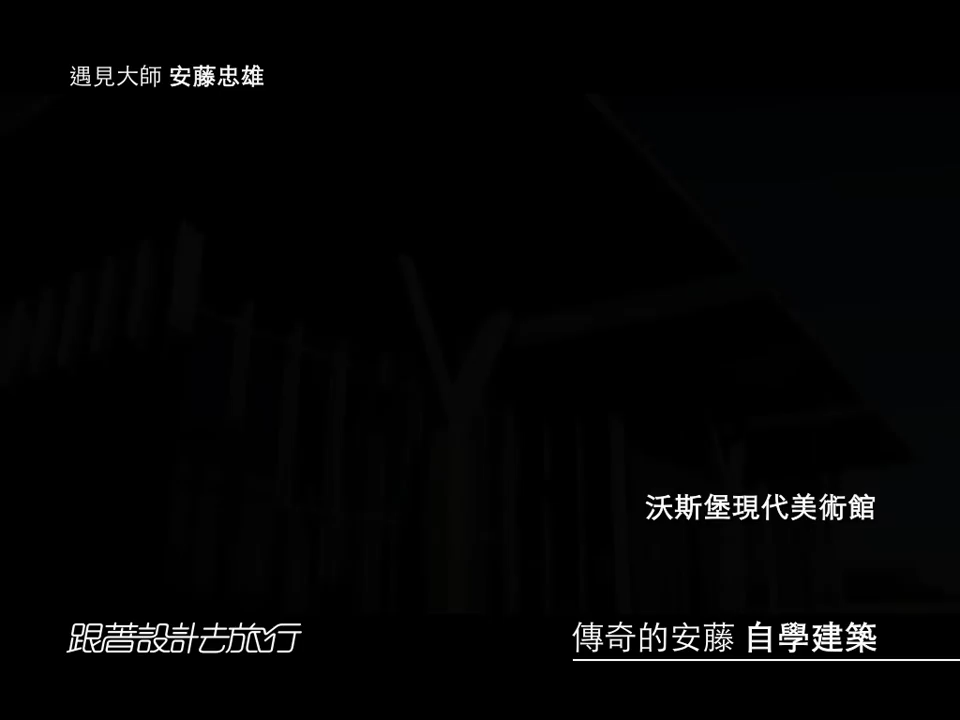 遇見大師 安藤忠雄
沃斯堡現代美術館
跟著設計去旅行
傳奇的安藤 自學建築